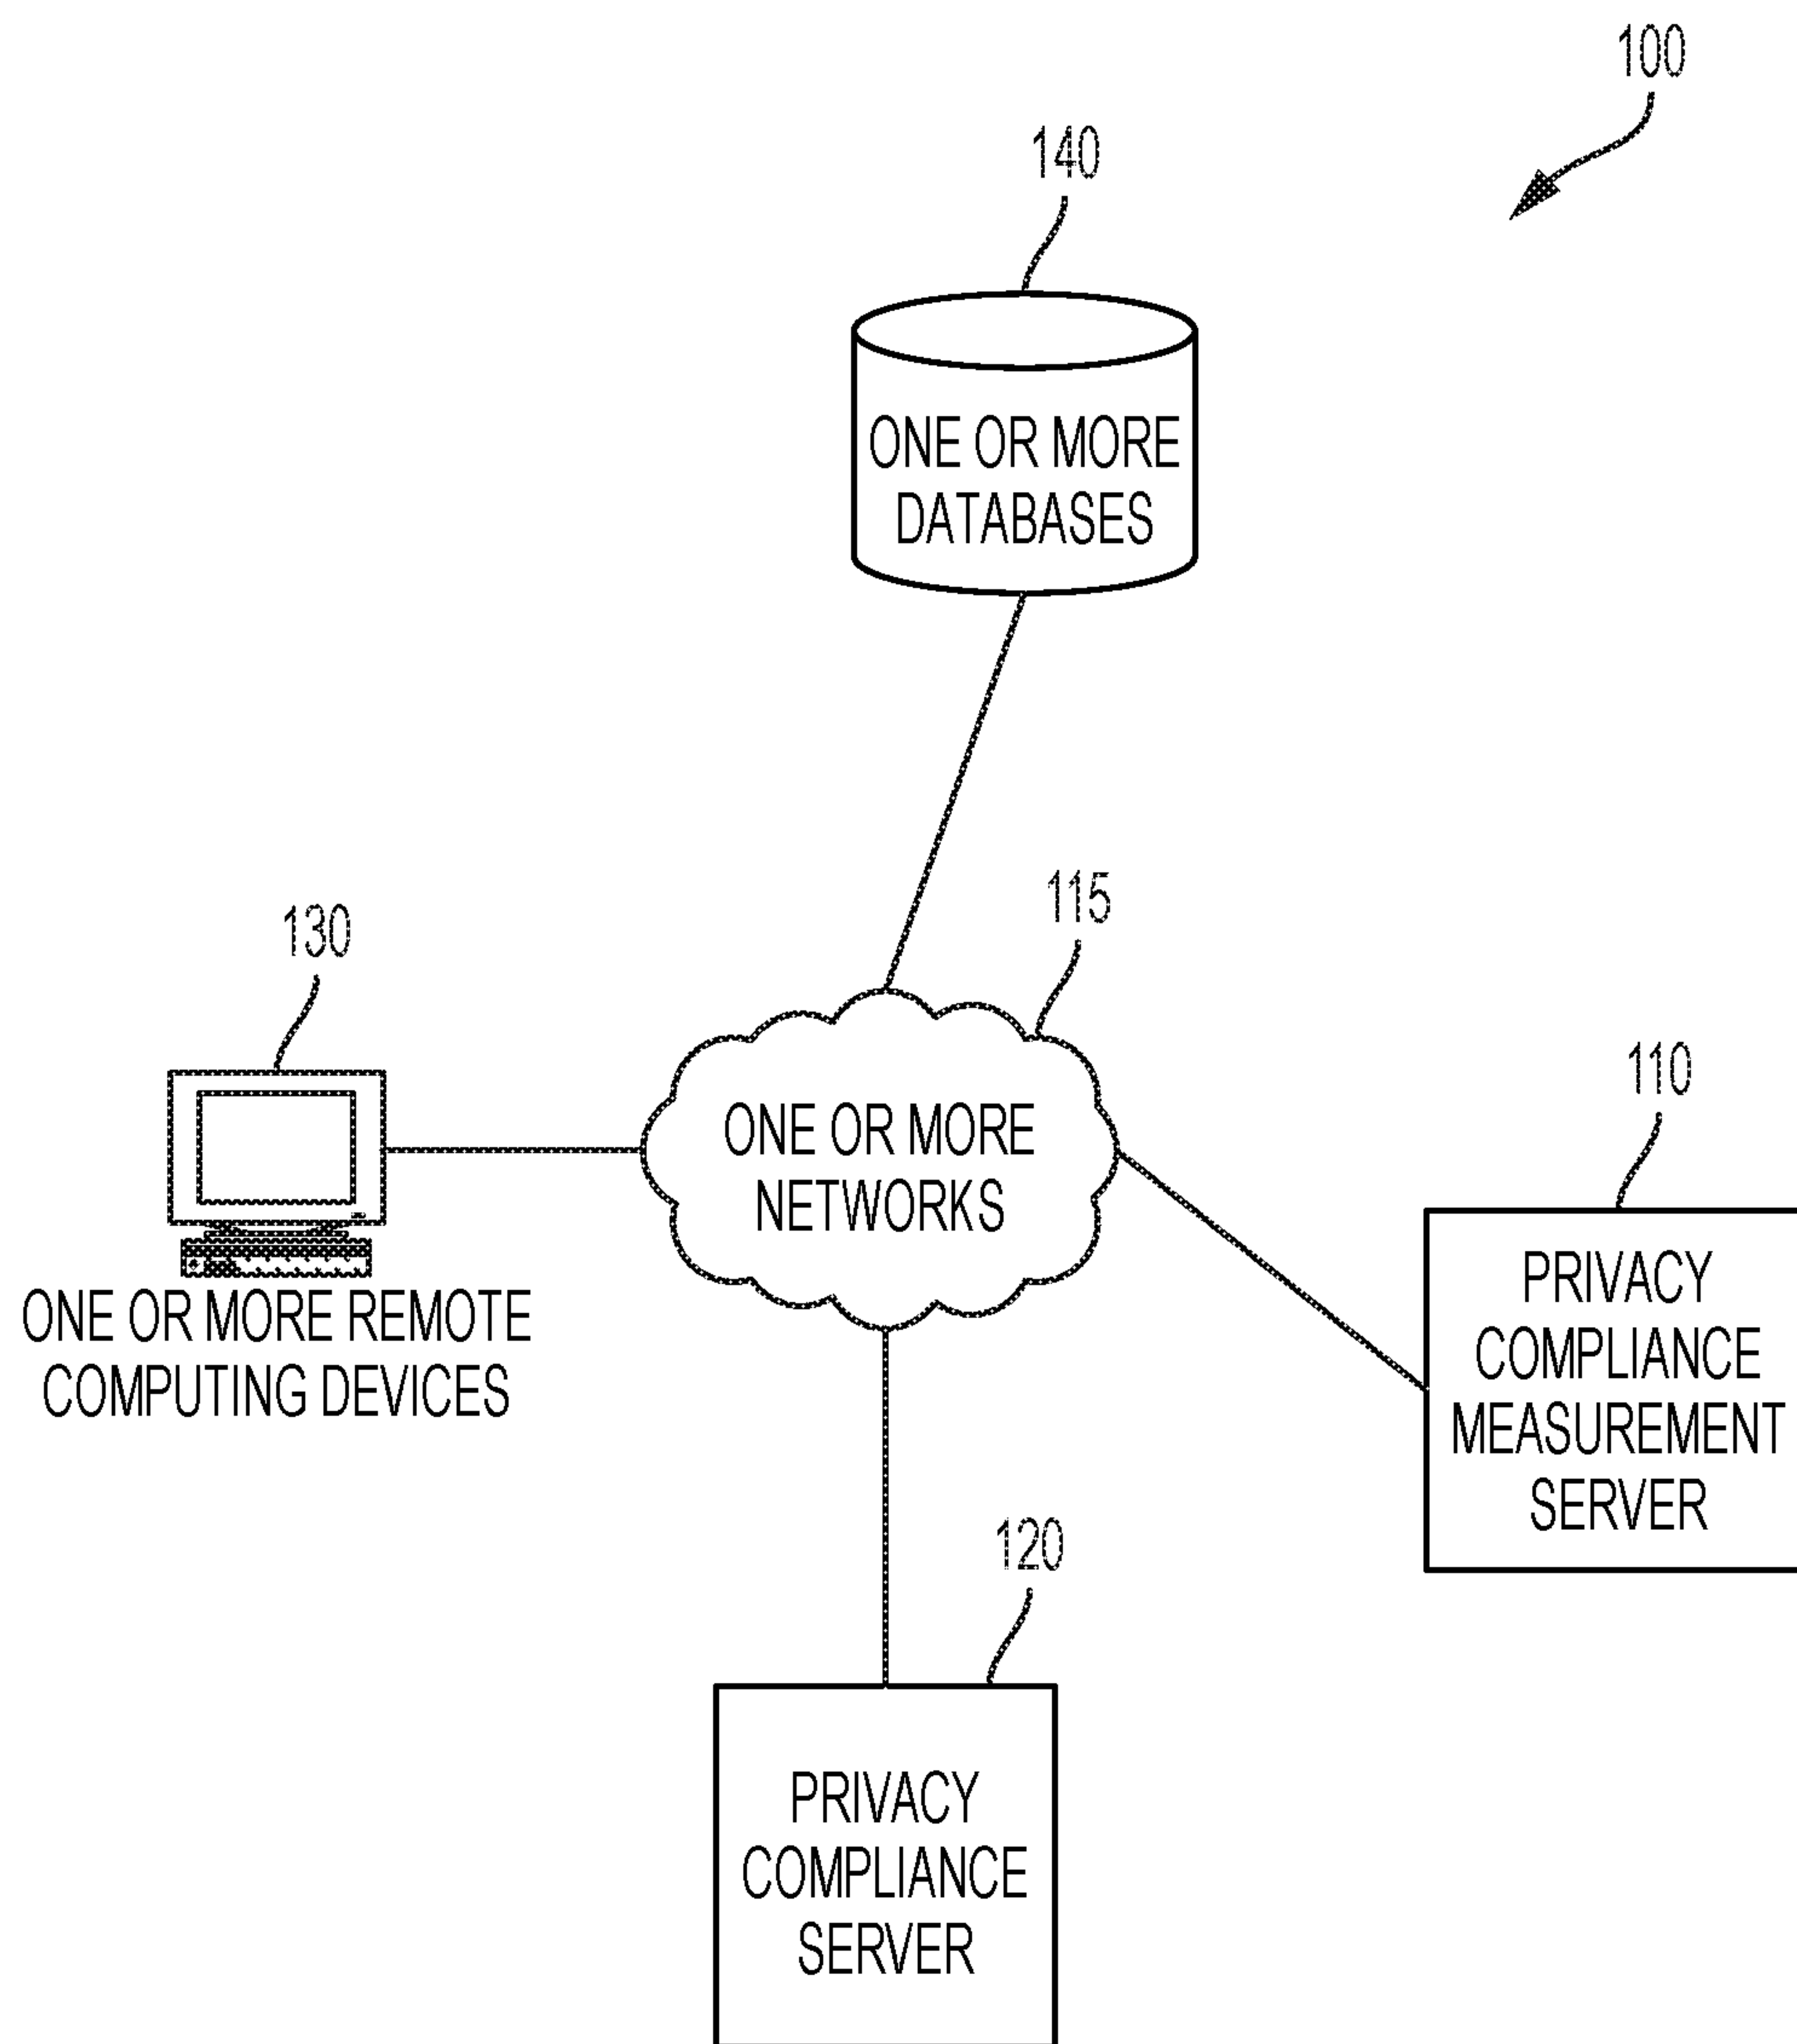 100
140
ONE OR MORE
DATABASES
115
130
ONE OR MORE
NETWORKS
110
ONE OR MORE REMOTE
COMPUTING DEVICES
PRIVACY
COMPLIANCE
MEASUREMENT
SERVER
120
PRIVACY
COMPLIANCE
SERVER